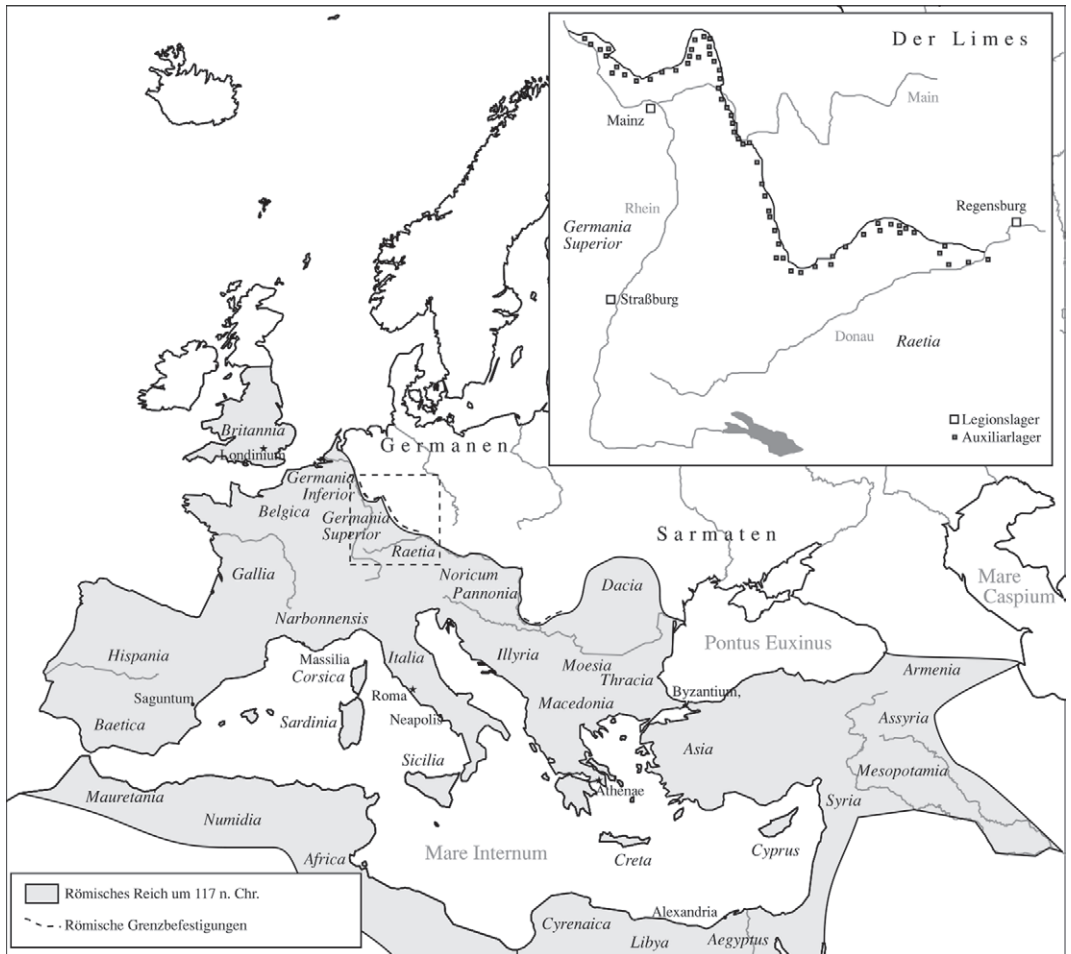 Der Limes
Main
Mainz
Rhein
Regensburg
Germania
Superior
Straßburg
Donau
Raetia
Legionslager
Auxiliarlager
Britannia
Londinium
Germanen
Germania
Inferior
Belgica
Germania
Superior
Raetia
Sarmaten
Gallia
Noricum
Pannonia
Dacia
Mare
Caspium
Narbonnensis
Pontus Euxinus
Hispania
Massilia
Corsica
Italia
Illyria
Moesia
Thracia
Armenia
Saguntum
Roma
Byzantium,
Baetica
Sardinia
Neapolis
Macedonia
Assyria
Asia
Sicilia
Mesopotamia
Athenae
Mauretania
Syria
Numidia
Mare Internum
Creta
Cyprus
Africa
Römisches Reich um 117 n. Chr.
Römische Grenzbefestigungen
Alexandria
Cyrenaica
Libya
Aegyptus